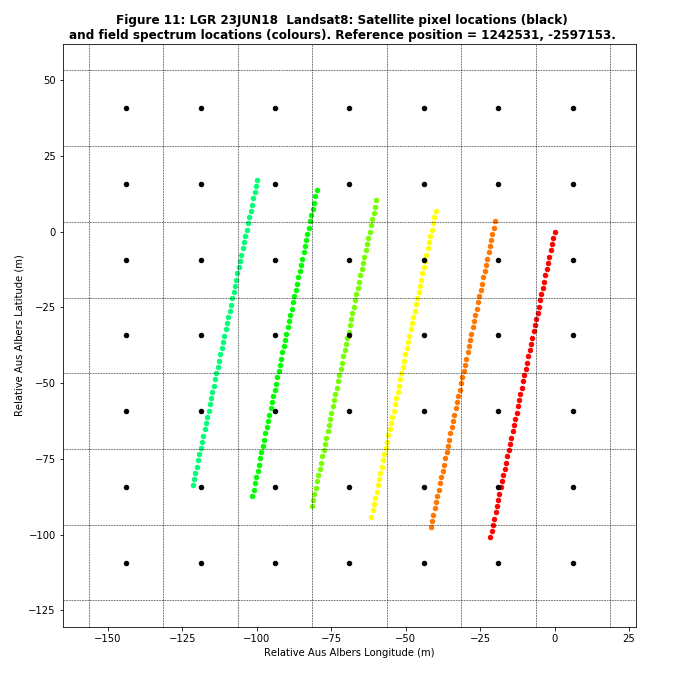 Figure 11: LGR 23JUN18  Landsat8: Satellite pixel locations (black)
and field spectrum locations (colours). Reference position = 1242531, -2597153.
50
25
0
−25
−50
−75
−100
−125
Relative Aus Albers Latitude (m)
−150 −125 −100 −75 −50 −25 0 25
Relative Aus Albers Longitude (m)